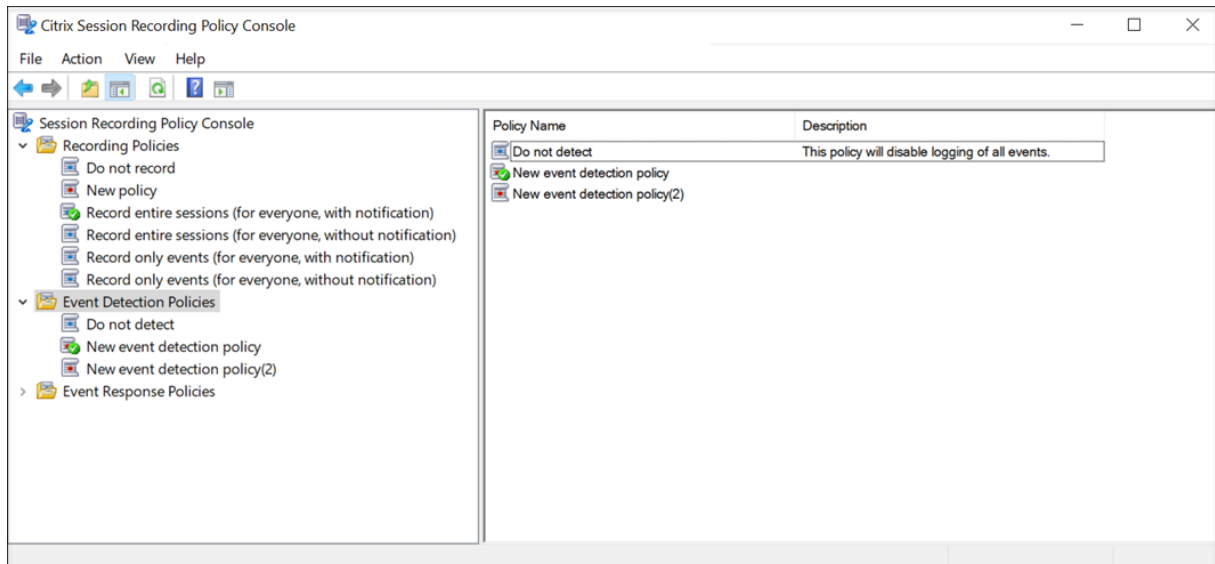 Citrix Session Recording Policy Console
File Action View Help
Session Recording Policy Console
Recording Policies
Do not record
New policy
Record entire sessions (for everyone, with notification)
Record entire sessions (for everyone, without notification)
Record only events (for everyone, with notification)
Record only events (for everyone, without notification)
Event Detection Policies
Do not detect
New event detection policy
New event detection policy(2)
Event Response Policies
Policy Name Description
Do not detect This policy will disable logging of all events.
New event detection policy
New event detection policy(2)